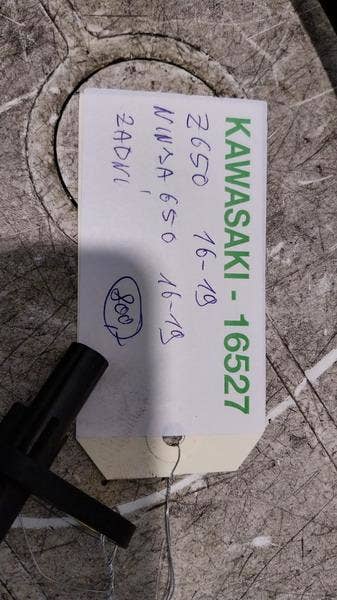 KAWASAKI - 16527
Z650 16-19
NINJA 650 16-19
ZADNI
800,-